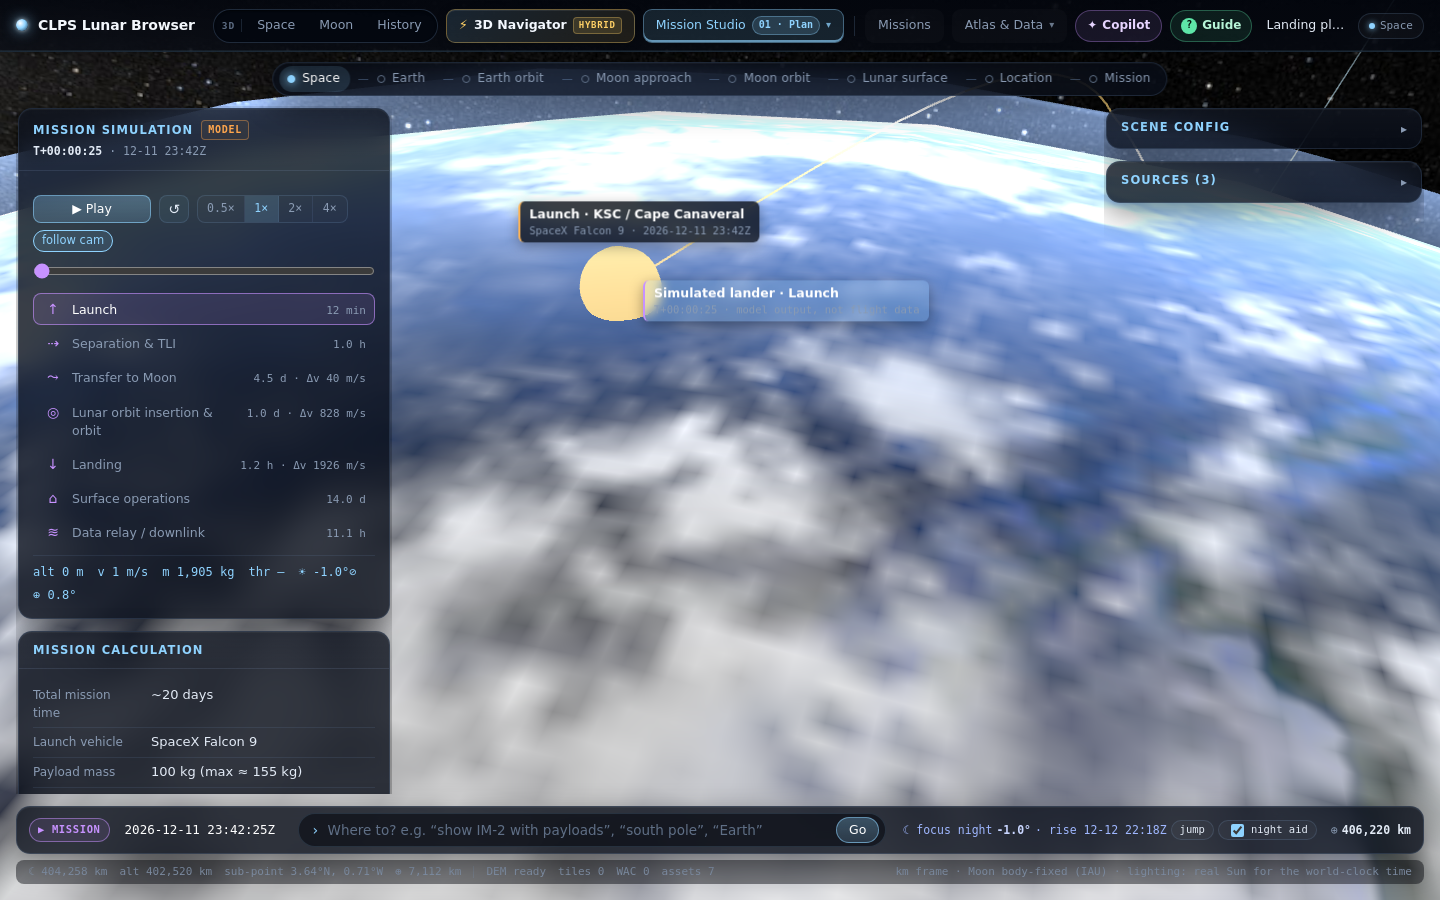 CLPS Lunar Browser 3D Space Moon History ⚡ 3D Navigator HYBRID Mission Studio 01 · Plan ▾ Missions Atlas & Data ▾ ✦ Copilot ? Guide Landing pl… Space
Space — Earth — Earth orbit — Moon approach — Moon orbit — Lunar surface — Location — Mission
MISSION SIMULATION MODEL
T+00:00:25 · 12-11 23:42Z
▶ Play ↺ 0.5× 1× 2× 4×
follow cam
↑ Launch 12 min
⇢ Separation & TLI 1.0 h
⤳ Transfer to Moon 4.5 d · Δv 40 m/s
◎ Lunar orbit insertion & 1.0 d · Δv 828 m/s
orbit
↓ Landing 1.2 h · Δv 1926 m/s
⌂ Surface operations 14.0 d
≋ Data relay / downlink 11.1 h
alt 0 m v 1 m/s m 1,905 kg thr — ☀ -1.0°⊘
⊕ 0.8°
MISSION CALCULATION
Total mission ~20 days
time
Launch vehicle SpaceX Falcon 9
Payload mass 100 kg (max ≈ 155 kg)
Launch · KSC / Cape Canaveral
SpaceX Falcon 9 · 2026-12-11 23:42Z
Simulated lander · Launch
T+00:00:25 · model output, not flight data
SCENE CONFIG ▸
SOURCES (3) ▸
▶ MISSION 2026-12-11 23:42:25Z › Where to? e.g. “show IM-2 with payloads”, “south pole”, “Earth” Go ☾ focus night -1.0° · rise 12-12 22:18Z jump night aid ⊕ 406,220 km
☾ 404,258 km alt 402,520 km sub-point 3.64°N, 0.71°W ⊕ 7,112 km DEM ready tiles 0 WAC 0 assets 7 km frame · Moon body-fixed (IAU) · lighting: real Sun for the world-clock time